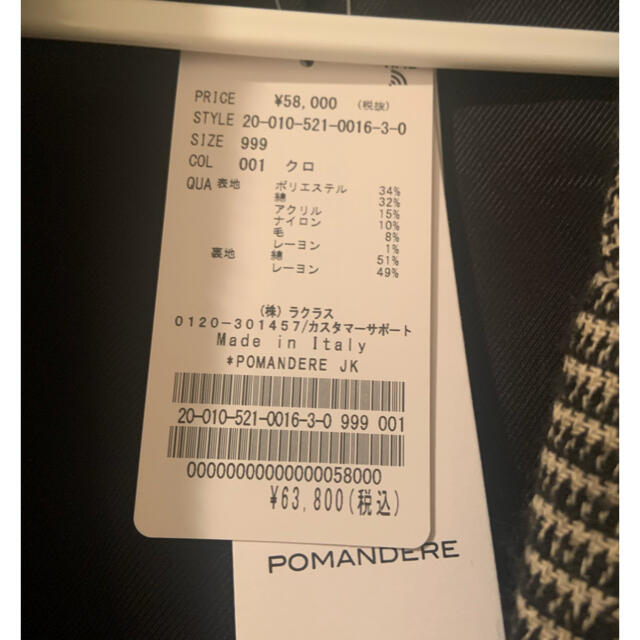 PRICE ¥58,000 (税抜)
STYLE 20-010-521-0016-3-0
SIZE 999
COL 001 クロ
QUA 表地 ポリエステル 34%
綿 32%
アクリル 15%
ナイロン 10%
毛 8%
レーヨン 1%
裏地 綿 51%
レーヨン 49%
(株) ラクラス
0120-301457/カスタマーサポート
Made in Italy
*POMANDERE JK
20-010-521-0016-3-0 999 001
00000000000000058000
¥63,800(税込)
POMANDERE